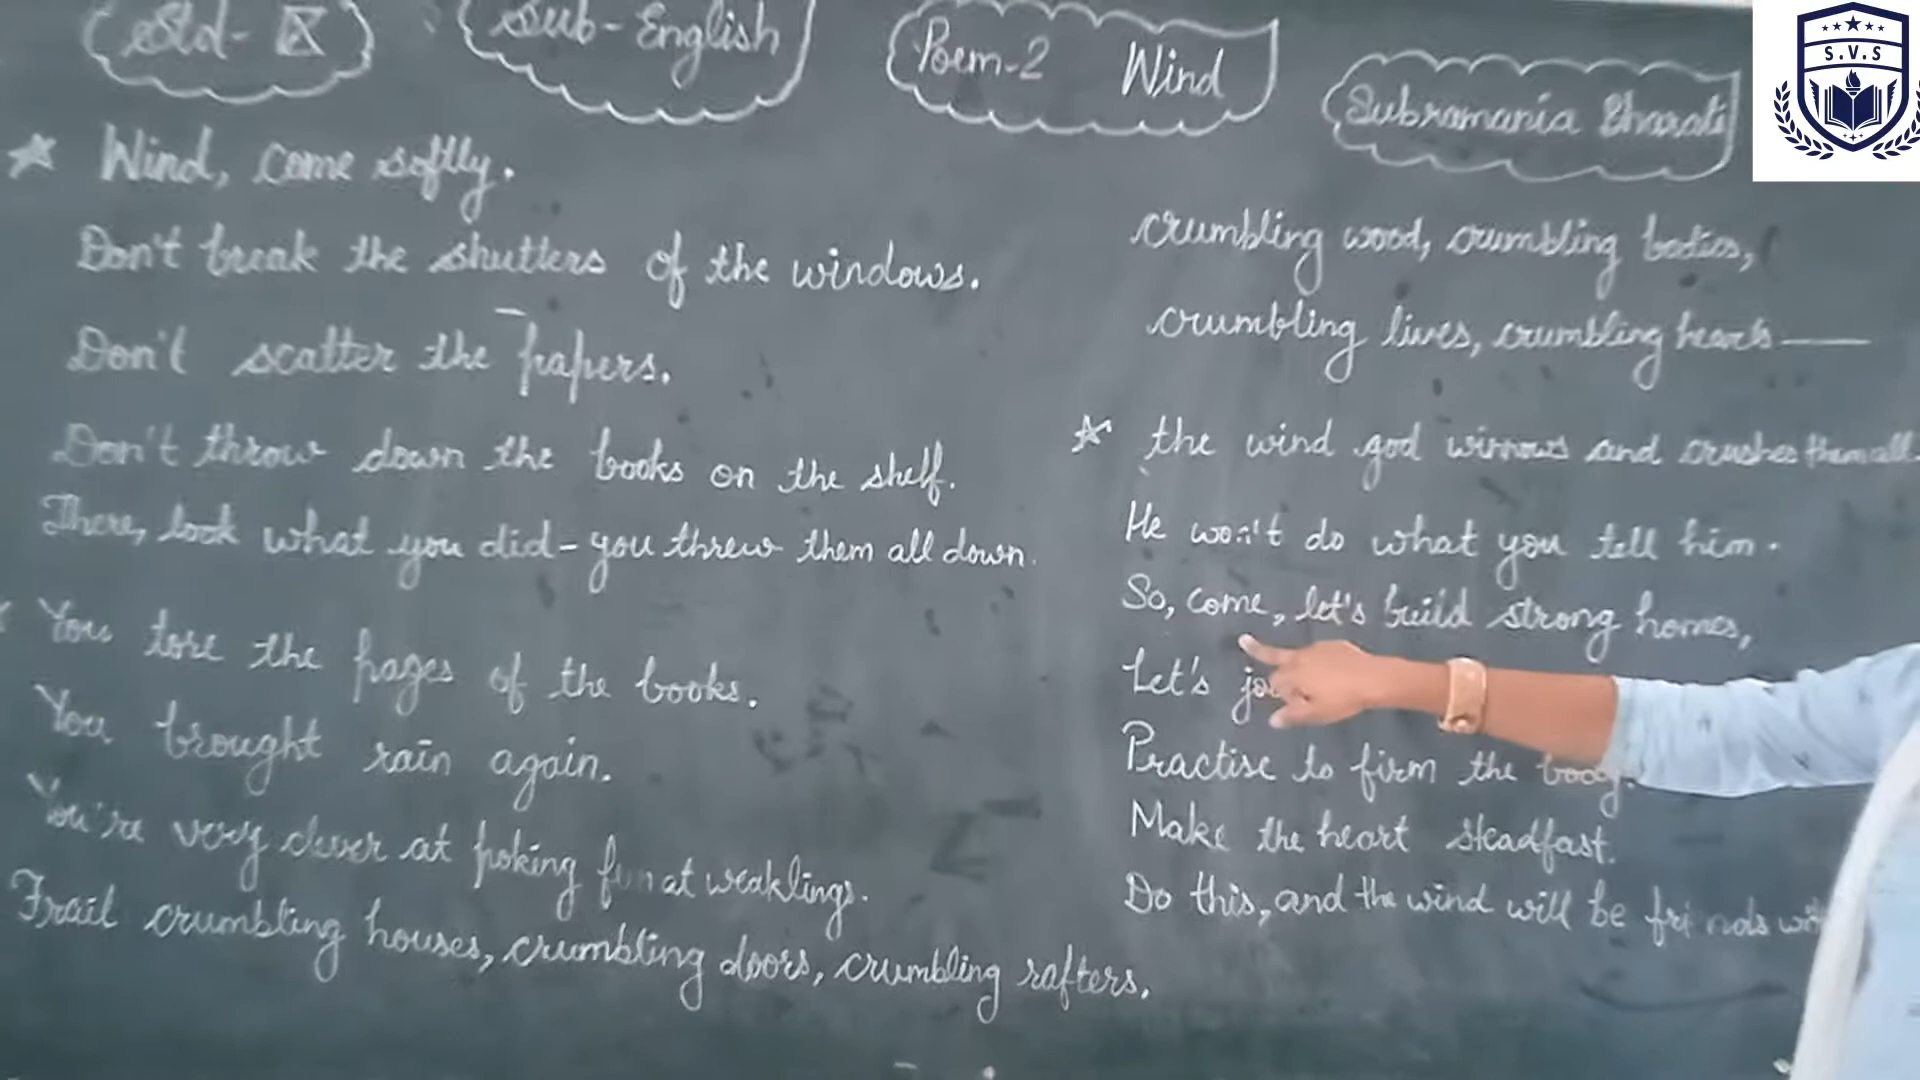 Std- IX
Sub-English
Poem-2 Wind
Subramania Bharati
S.V.S
Wind, come softly.
Don't break the shutters of the windows.
Don't scatter the papers.
Don't throw down the books on the shelf.
There, look what you did - you threw them all down.
You tore the pages of the books.
You brought rain again.
You're very clever at poking fun at weaklings.
Frail crumbling houses, crumbling doors, crumbling rafters,
crumbling wood, crumbling bodies,
crumbling lives, crumbling hearts —
the wind god winnows and crushes them all.
He won't do what you tell him.
So, come, let's build strong homes,
Let's
Practise to firm the body.
Make the heart steadfast.
Do this, and the wind will be friends